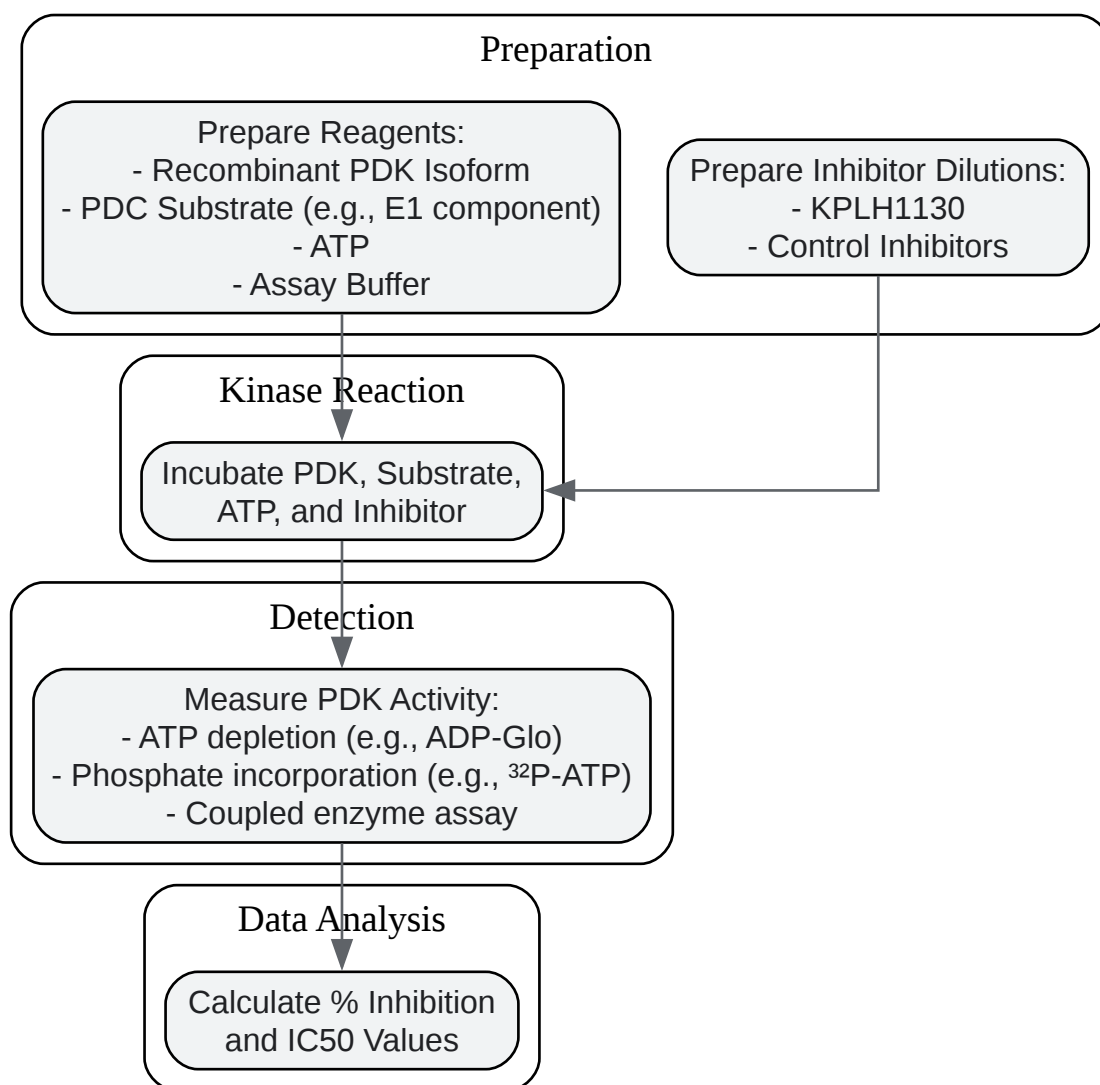 Preparation
Prepare Reagents:
- Recombinant PDK Isoform
- PDC Substrate (e.g., E1 component)
- ATP
- Assay Buffer
Prepare Inhibitor Dilutions:
- KPLH1130
- Control Inhibitors
Kinase Reaction
Incubate PDK, Substrate,
ATP, and Inhibitor
Detection
Measure PDK Activity:
- ATP depletion (e.g., ADP-Glo)
- Phosphate incorporation (e.g., ³²P-ATP)
- Coupled enzyme assay
Data Analysis
Calculate % Inhibition
and IC50 Values